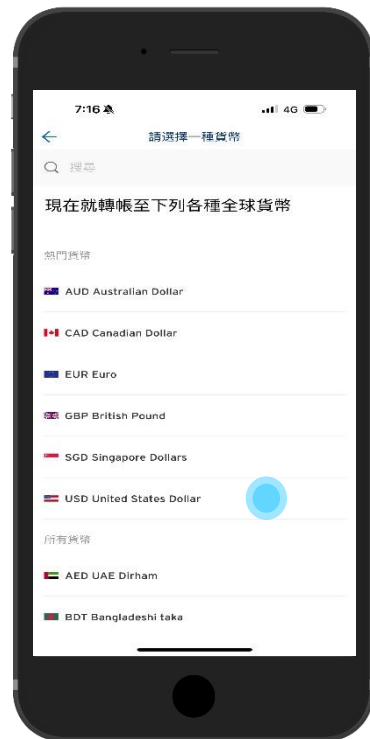 7:16
4G
請選擇一種貨幣
搜尋
現在就轉帳至下列各種全球貨幣
熱門貨幣
AUD Australian Dollar
CAD Canadian Dollar
EUR Euro
GBP British Pound
SGD Singapore Dollars
USD United States Dollar
所有貨幣
AED UAE Dirham
BDT Bangladeshi taka